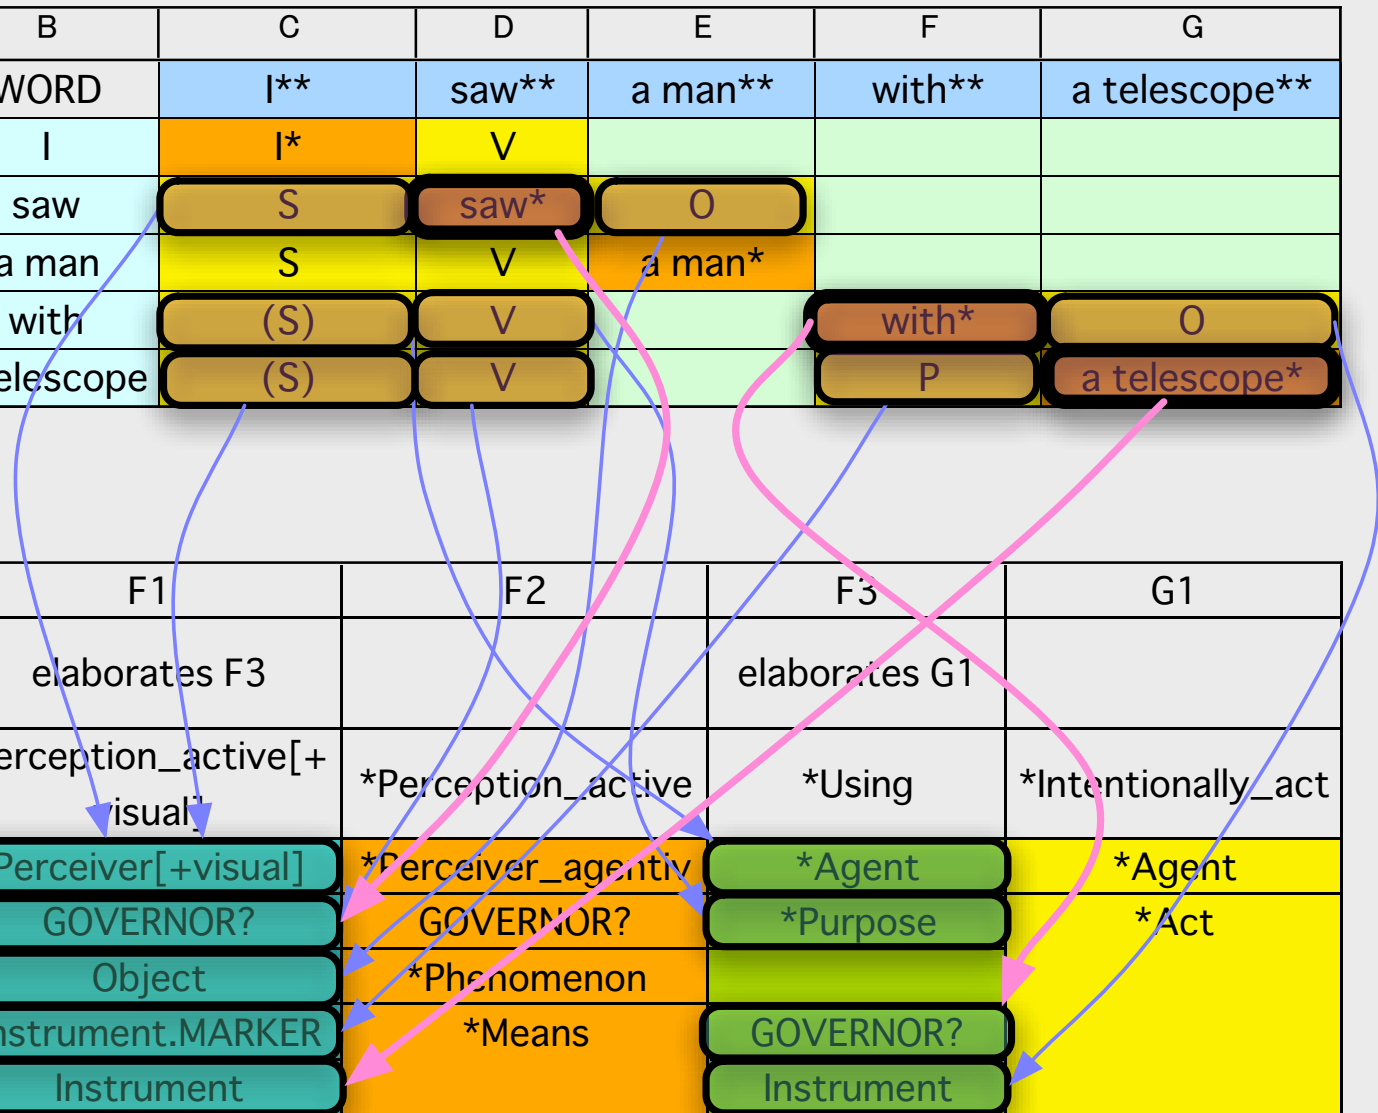 B C D E F G
WORD I** saw** a man** with** a telescope**
I I* V
saw S saw* O
a man S V a man*
with (S) V with* O
elescope (S) V P a telescope*
F1 F2 F3 G1
elaborates F3 elaborates G1
erception_active[+
visual] *Perception_active *Using *Intentionally_act
Perceiver[+visual] *Perceiver_agentiv *Agent *Agent
GOVERNOR? GOVERNOR? *Purpose *Act
Object *Phenomenon
nstrument.MARKER *Means GOVERNOR?
Instrument Instrument